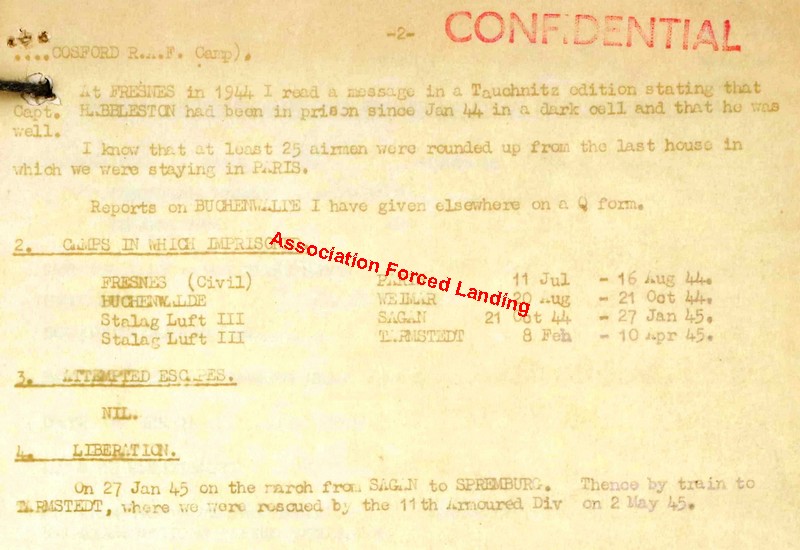 -2- CONFIDENTIAL
....COSFORD R.A.F. Camp).
At FRESNES in 1944 I read a message in a Tauchnitz edition stating that
Capt. HABBLESTON had been in prison since Jan 44 in a dark cell and that he was
well.
I know that at least 25 airmen were rounded up from the last house in
which we were staying in PARIS.
Reports on BUCHENWALDE I have given elsewhere on a Q form.
2. CAMPS IN WHICH IMPRISONED.
Association Forced Landing
FRESNES (Civil) PARIS 11 Jul - 16 Aug 44.
BUCHENWALDE WEIMAR 20 Aug - 21 Oct 44.
Stalag Luft III SAGAN 21 Oct 44 - 27 Jan 45.
Stalag Luft III TARMSTEDT 8 Feb - 10 Apr 45.
3. ATTEMPTED ESCAPES.
NIL.
4. LIBERATION.
On 27 Jan 45 on the march from SAGAN to SPREMBURG. Thence by train to
TARMSTEDT, where we were rescued by the 11th Armoured Div on 2 May 45.